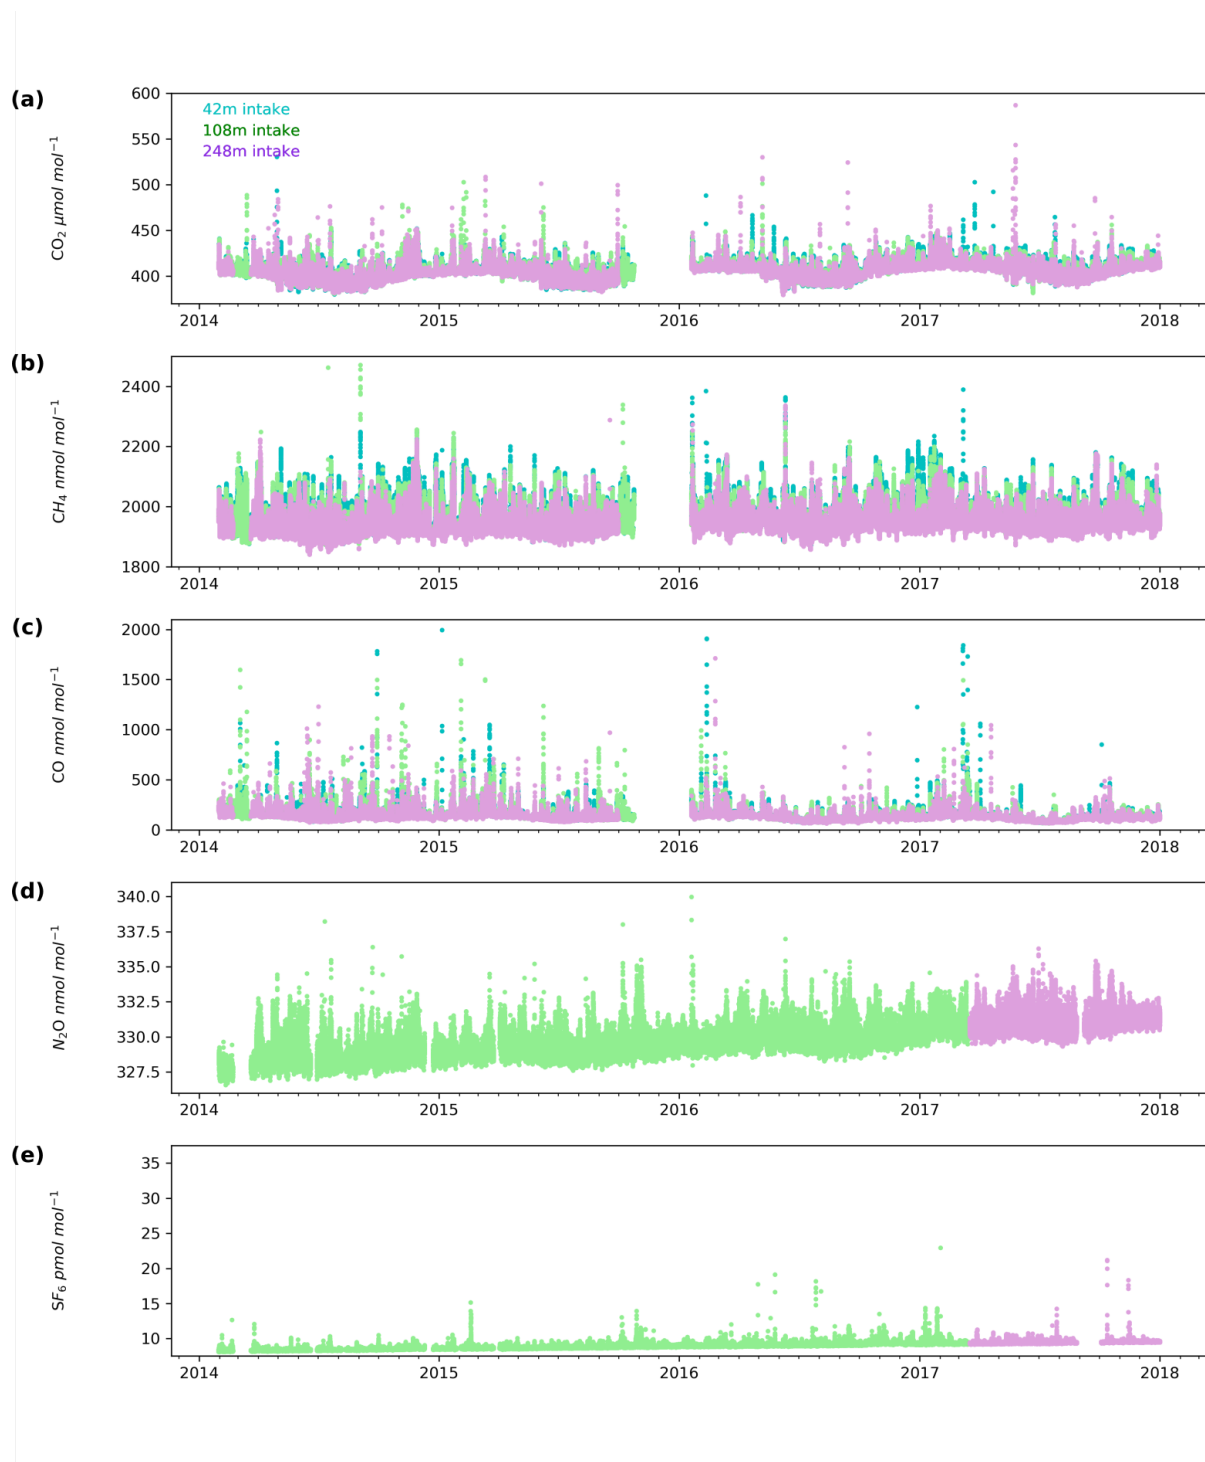 (a)
CO2 μmol mol−1
600
550
500
450
400
42m intake
108m intake
248m intake
2014 2015 2016 2017 2018
(b)
CH4 nmol mol−1
2400
2200
2000
1800
2014 2015 2016 2017 2018
(c)
CO nmol mol−1
2000
1500
1000
500
0
2014 2015 2016 2017 2018
(d)
N2O nmol mol−1
340.0
337.5
335.0
332.5
330.0
327.5
2014 2015 2016 2017 2018
(e)
SF6 pmol mol−1
35
30
25
20
15
10
2014 2015 2016 2017 2018